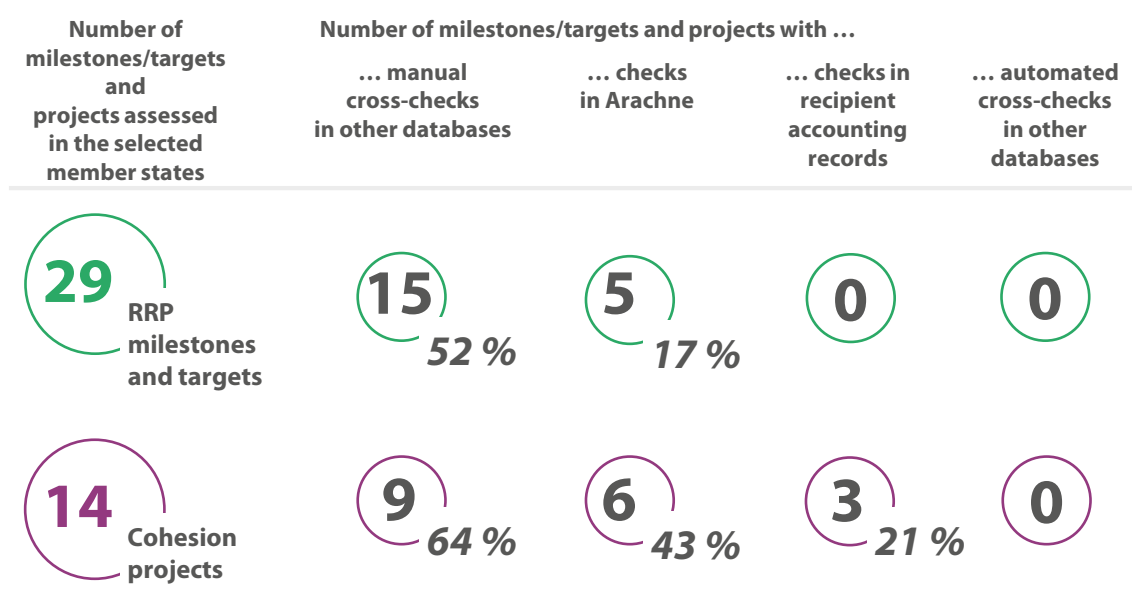 Number of
milestones/targets
and
projects assessed
in the selected
member states
Number of milestones/targets and projects with …
… manual
cross-checks
in other databases
… checks
in Arachne
… checks in
recipient
accounting
records
… automated
cross-checks
in other
databases
29
RRP
milestones
and targets
15
52 %
5
17 %
0
0
14
Cohesion
projects
9
64 %
6
43 %
3
21 %
0